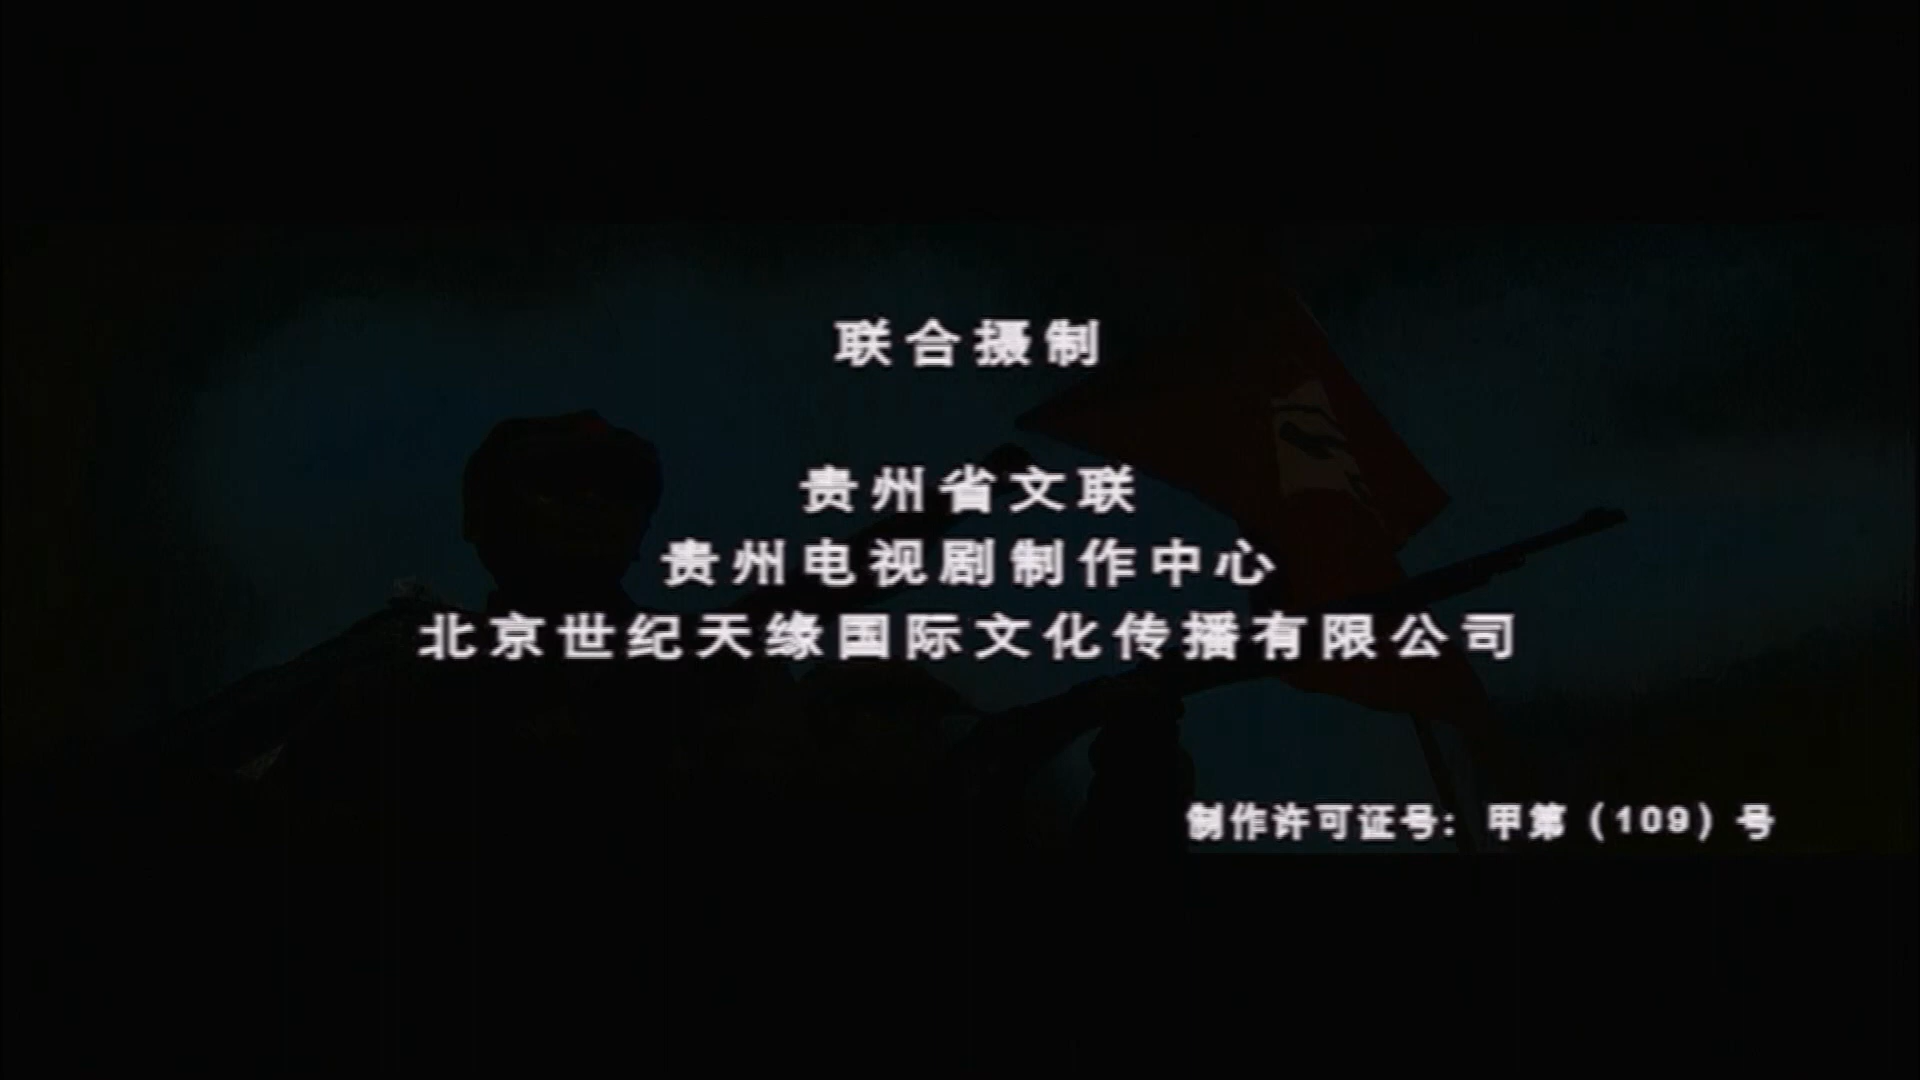 联合摄制
贵州省文联
贵州电视剧制作中心
北京世纪天缘国际文化传播有限公司
制作许可证号：甲第（109）号